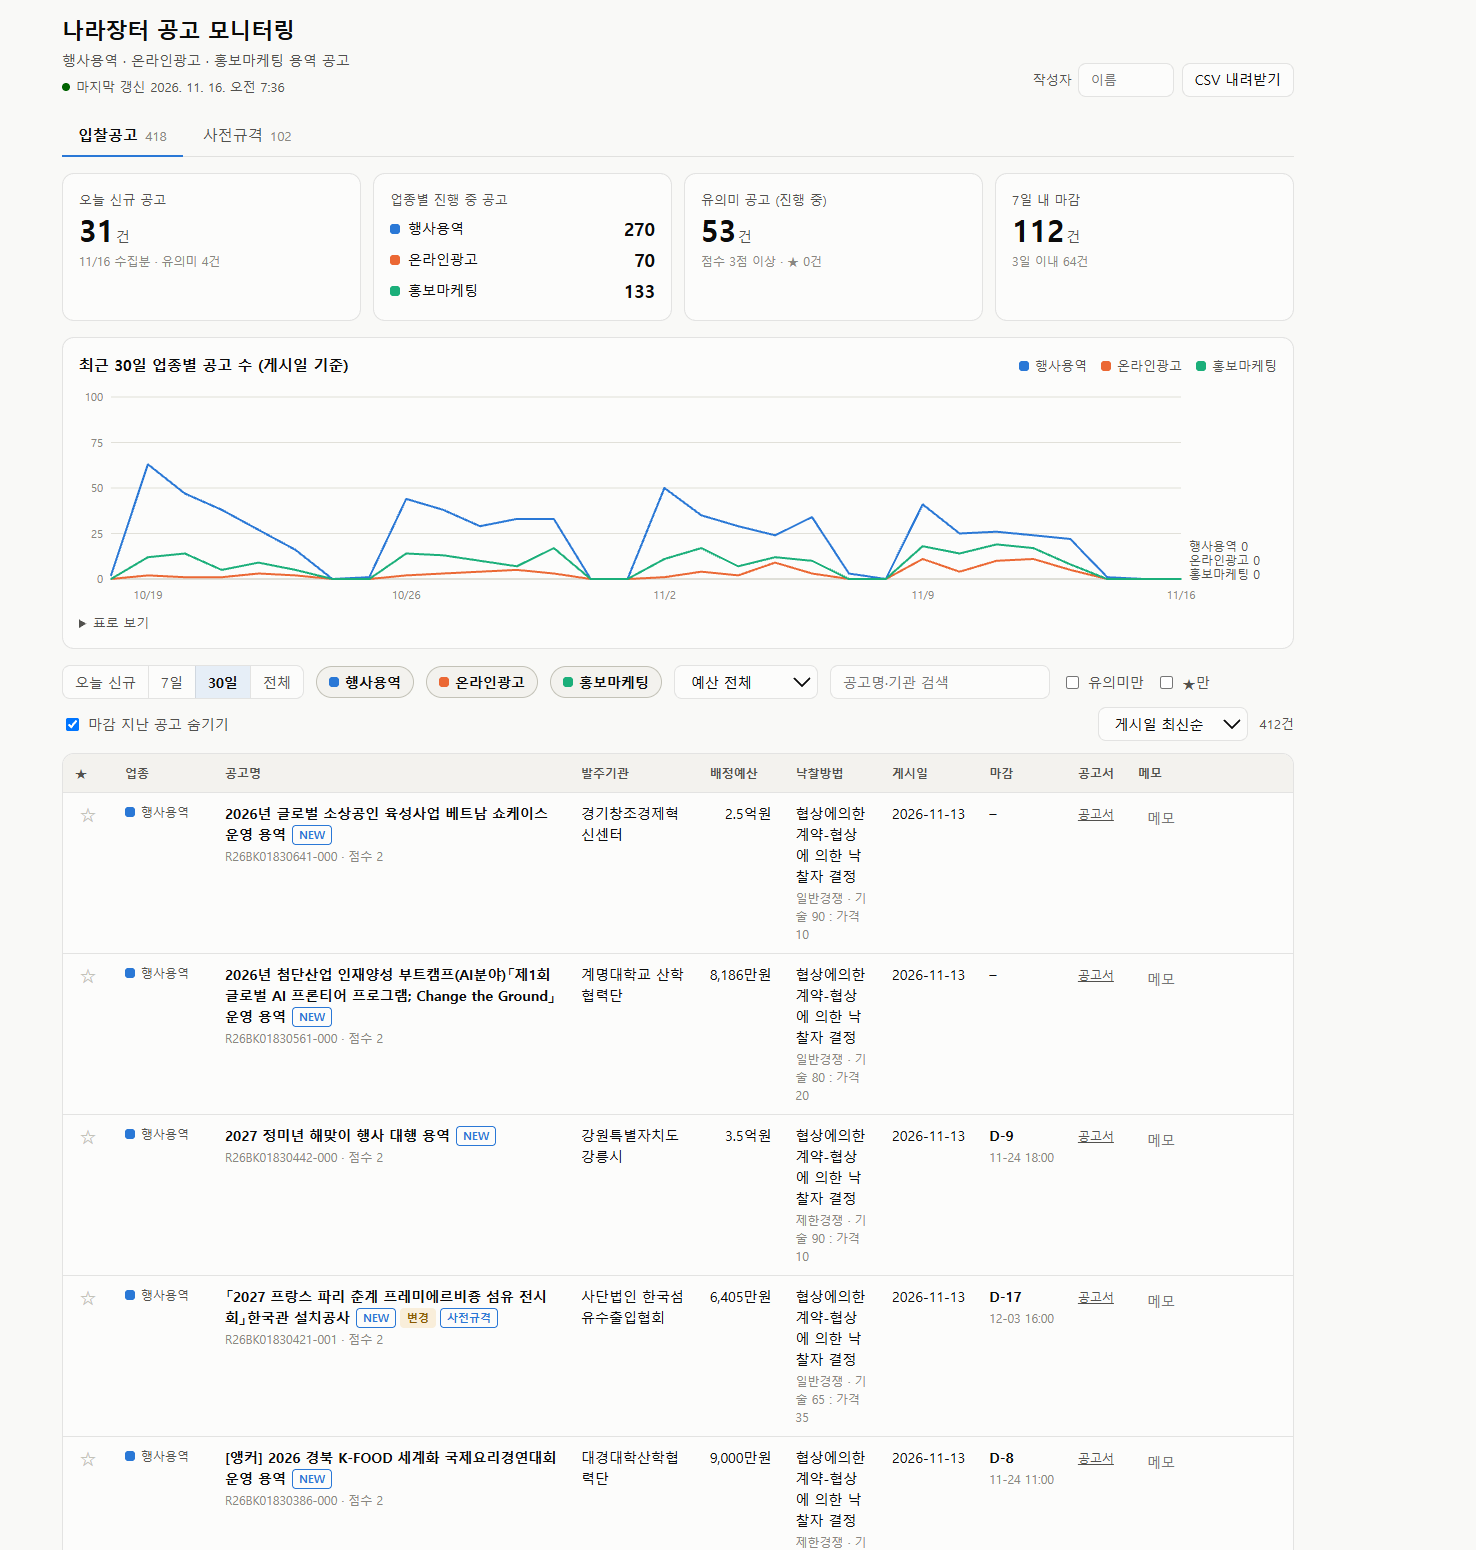 나라장터 공고 모니터링
행사용역 · 온라인광고 · 홍보마케팅 용역 공고
마지막 갱신 2026. 11. 16. 오전 7:36
작성자 이름 CSV 내려받기
입찰공고 418 사전규격 102
오늘 신규 공고
31건
11/16 수집분 · 유의미 4건
업종별 진행 중 공고
행사용역 270
온라인광고 70
홍보마케팅 133
유의미 공고 (진행 중)
53건
점수 3점 이상 · ★ 0건
7일 내 마감
112건
3일 이내 64건
최근 30일 업종별 공고 수 (게시일 기준)
행사용역 온라인광고 홍보마케팅
100
75
50
25
0
행사용역 0
온라인광고 0
홍보마케팅 0
10/19 10/26 11/2 11/9 11/16
▶ 표로 보기
오늘 신규 7일 30일 전체 행사용역 온라인광고 홍보마케팅 예산 전체 공고명·기관 검색 유의미만 ★만
마감 지난 공고 숨기기 게시일 최신순 412건
★ 업종 공고명 발주기관 배정예산 낙찰방법 게시일 마감 공고서 메모
☆ 행사용역
2026년 글로벌 소상공인 육성사업 베트남 쇼케이스
운영 용역 NEW
R26BK01830641-000 · 점수 2
경기창조경제혁
신센터
2.5억원
협상에의한
계약-협상
에 의한 낙
찰자 결정
일반경쟁 · 기
술 90 : 가격
10
2026-11-13
–
공고서
메모
☆ 행사용역
2026년 첨단산업 인재양성 부트캠프(AI분야)「제1회
글로벌 AI 프론티어 프로그램; Change the Ground」
운영 용역 NEW
R26BK01830561-000 · 점수 2
계명대학교 산학
협력단
8,186만원
협상에의한
계약-협상
에 의한 낙
찰자 결정
일반경쟁 · 기
술 80 : 가격
20
2026-11-13
–
공고서
메모
☆ 행사용역
2027 정미년 해맞이 행사 대행 용역 NEW
R26BK01830442-000 · 점수 2
강원특별자치도
강릉시
3.5억원
협상에의한
계약-협상
에 의한 낙
찰자 결정
제한경쟁 · 기
술 90 : 가격
10
2026-11-13
D-9
11-24 18:00
공고서
메모
☆ 행사용역
「2027 프랑스 파리 춘계 프레미에르비죵 섬유 전시
회」한국관 설치공사 NEW 변경 사전규격
R26BK01830421-001 · 점수 2
사단법인 한국섬
유수출입협회
6,405만원
협상에의한
계약-협상
에 의한 낙
찰자 결정
일반경쟁 · 기
술 65 : 가격
35
2026-11-13
D-17
12-03 16:00
공고서
메모
☆ 행사용역
[앵커] 2026 경북 K-FOOD 세계화 국제요리경연대회
운영 용역 NEW
R26BK01830386-000 · 점수 2
대경대학산학협
력단
9,000만원
협상에의한
계약-협상
에 의한 낙
찰자 결정
제한경쟁 · 기
2026-11-13
D-8
11-24 11:00
공고서
메모